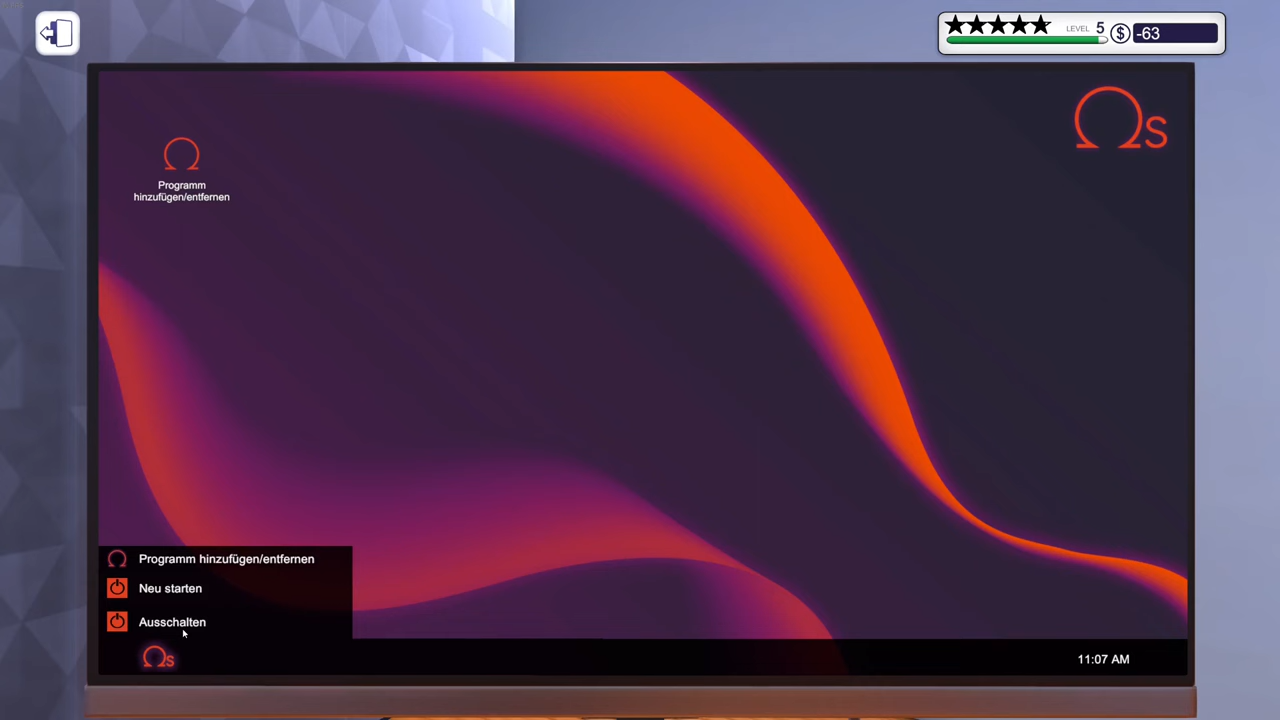 LEVEL 5 $ -63
Ωs
Programm
hinzufügen/entfernen
Programm hinzufügen/entfernen
Neu starten
Ausschalten
Ωs
11:07 AM